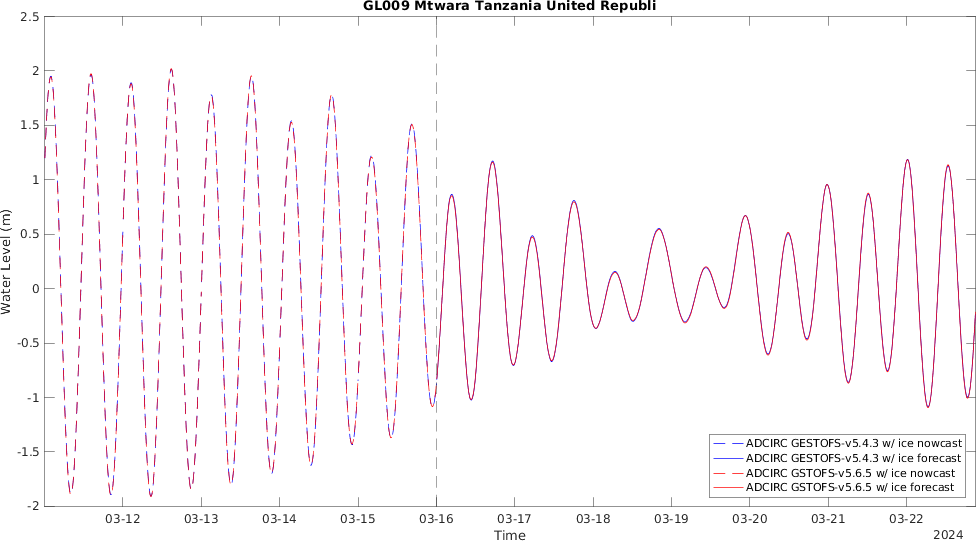 GL009 Mtwara Tanzania United Republi
2.5
2
1.5
1
0.5
0
-0.5
-1
-1.5
-2
Water Level (m)
03-12 03-13 03-14 03-15 03-16 03-17 03-18 03-19 03-20 03-21 03-22
Time
2024
ADCIRC GESTOFS-v5.4.3 w/ ice nowcast
ADCIRC GESTOFS-v5.4.3 w/ ice forecast
ADCIRC GSTOFS-v5.6.5 w/ ice nowcast
ADCIRC GSTOFS-v5.6.5 w/ ice forecast